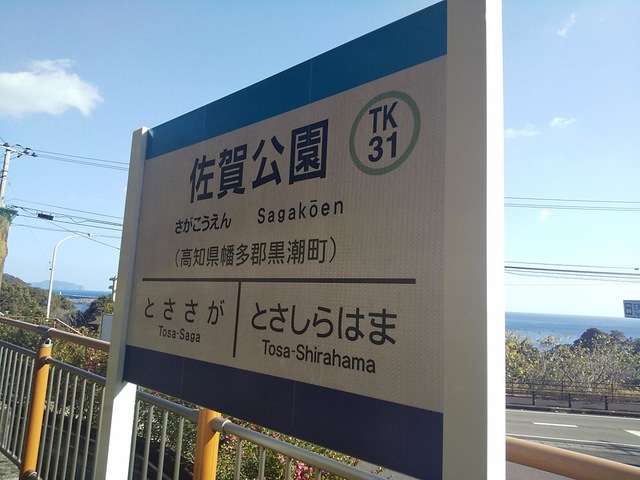 TK
31
佐賀公園
さがこうえん Sagakōen
(高知県幡多郡黒潮町)
とささが
Tosa-Saga
とさしらはま
Tosa-Shirahama